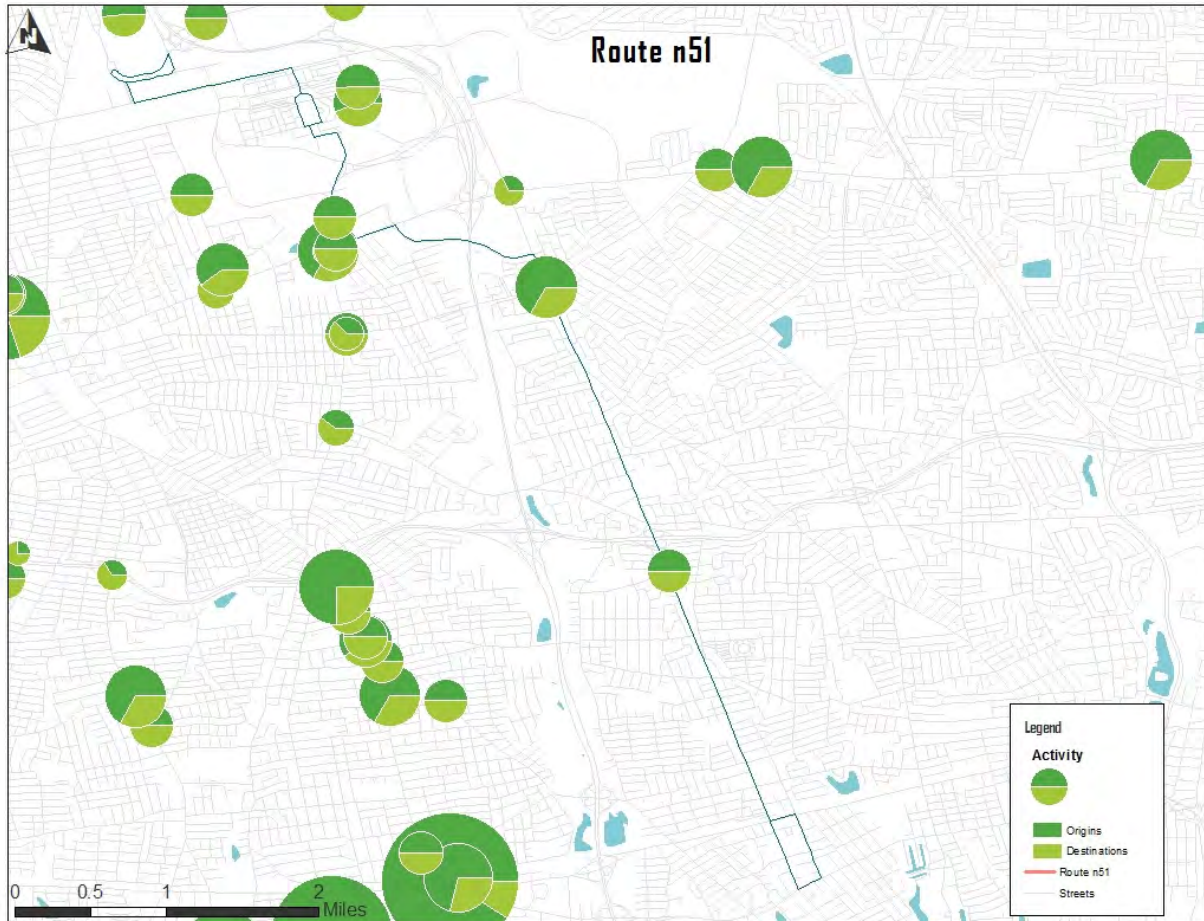 N
Route n51
Legend
Activity
Origins
Destinations
Route n51
Streets
0 0.5 1 2
Miles